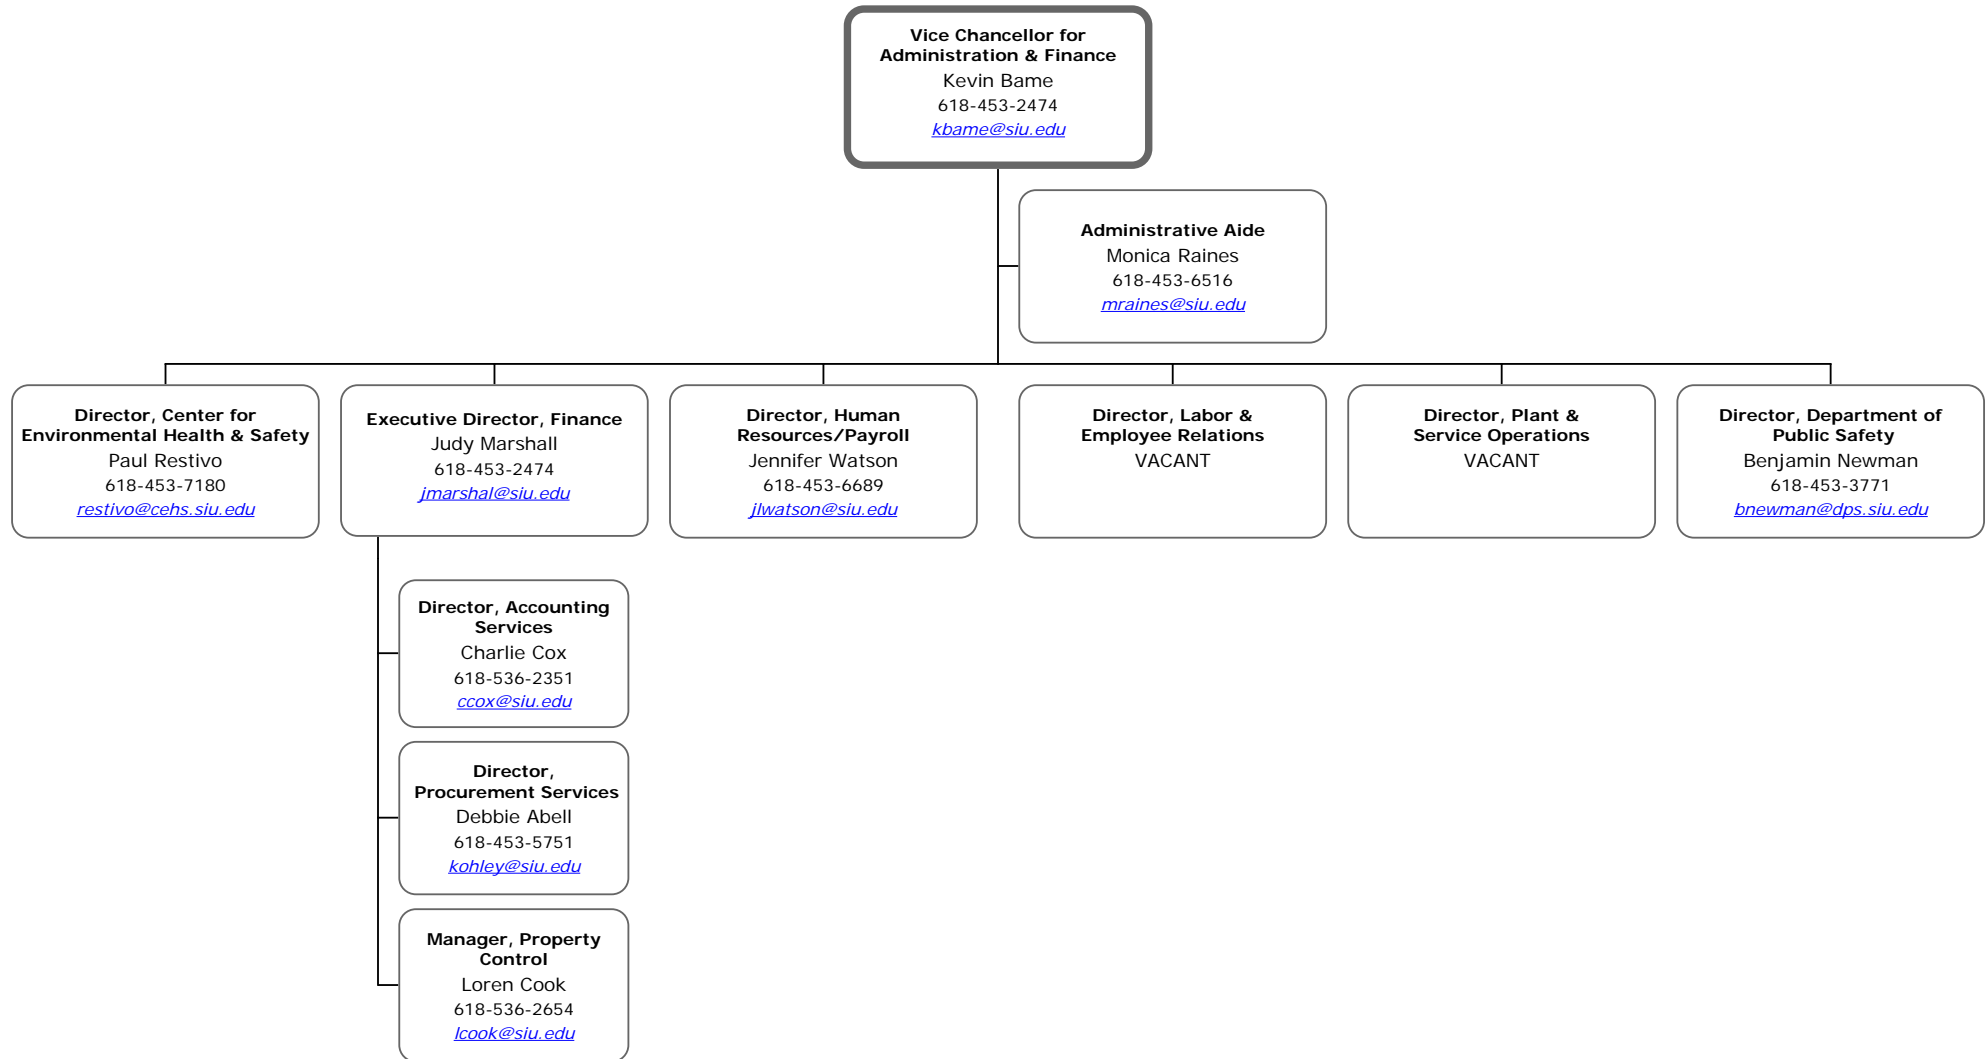 Vice Chancellor for
Administration & Finance
Kevin Bame
618-453-2474
kbame@siu.edu
Administrative Aide
Monica Raines
618-453-6516
mraines@siu.edu
Director, Center for
Environmental Health & Safety
Paul Restivo
618-453-7180
restivo@cehs.siu.edu
Executive Director, Finance
Judy Marshall
618-453-2474
jmarshal@siu.edu
Director, Human
Resources/Payroll
Jennifer Watson
618-453-6689
jlwatson@siu.edu
Director, Labor &
Employee Relations
VACANT
Director, Plant &
Service Operations
VACANT
Director, Department of
Public Safety
Benjamin Newman
618-453-3771
bnewman@dps.siu.edu
Director, Accounting
Services
Charlie Cox
618-536-2351
ccox@siu.edu
Director,
Procurement Services
Debbie Abell
618-453-5751
kohley@siu.edu
Manager, Property
Control
Loren Cook
618-536-2654
lcook@siu.edu